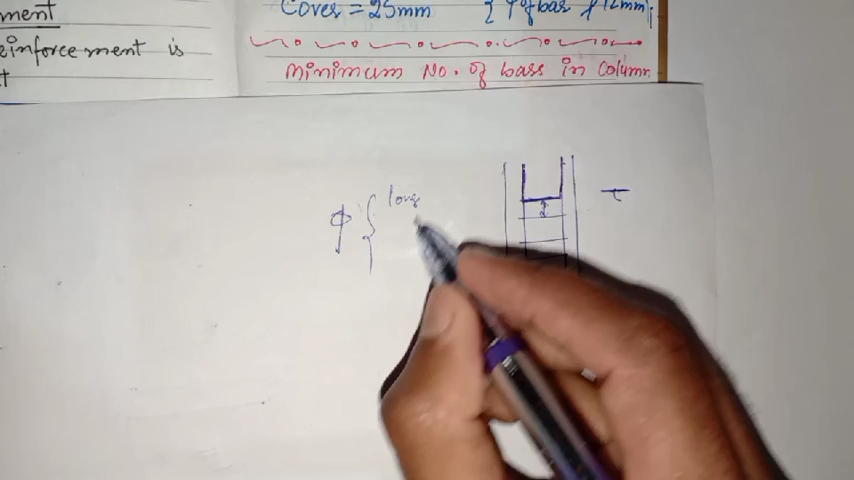 ment
einforcement is
t
Cover = 25mm { φ of bar ≮ 12mm}
Minimum No. of bars in Column
φ { long